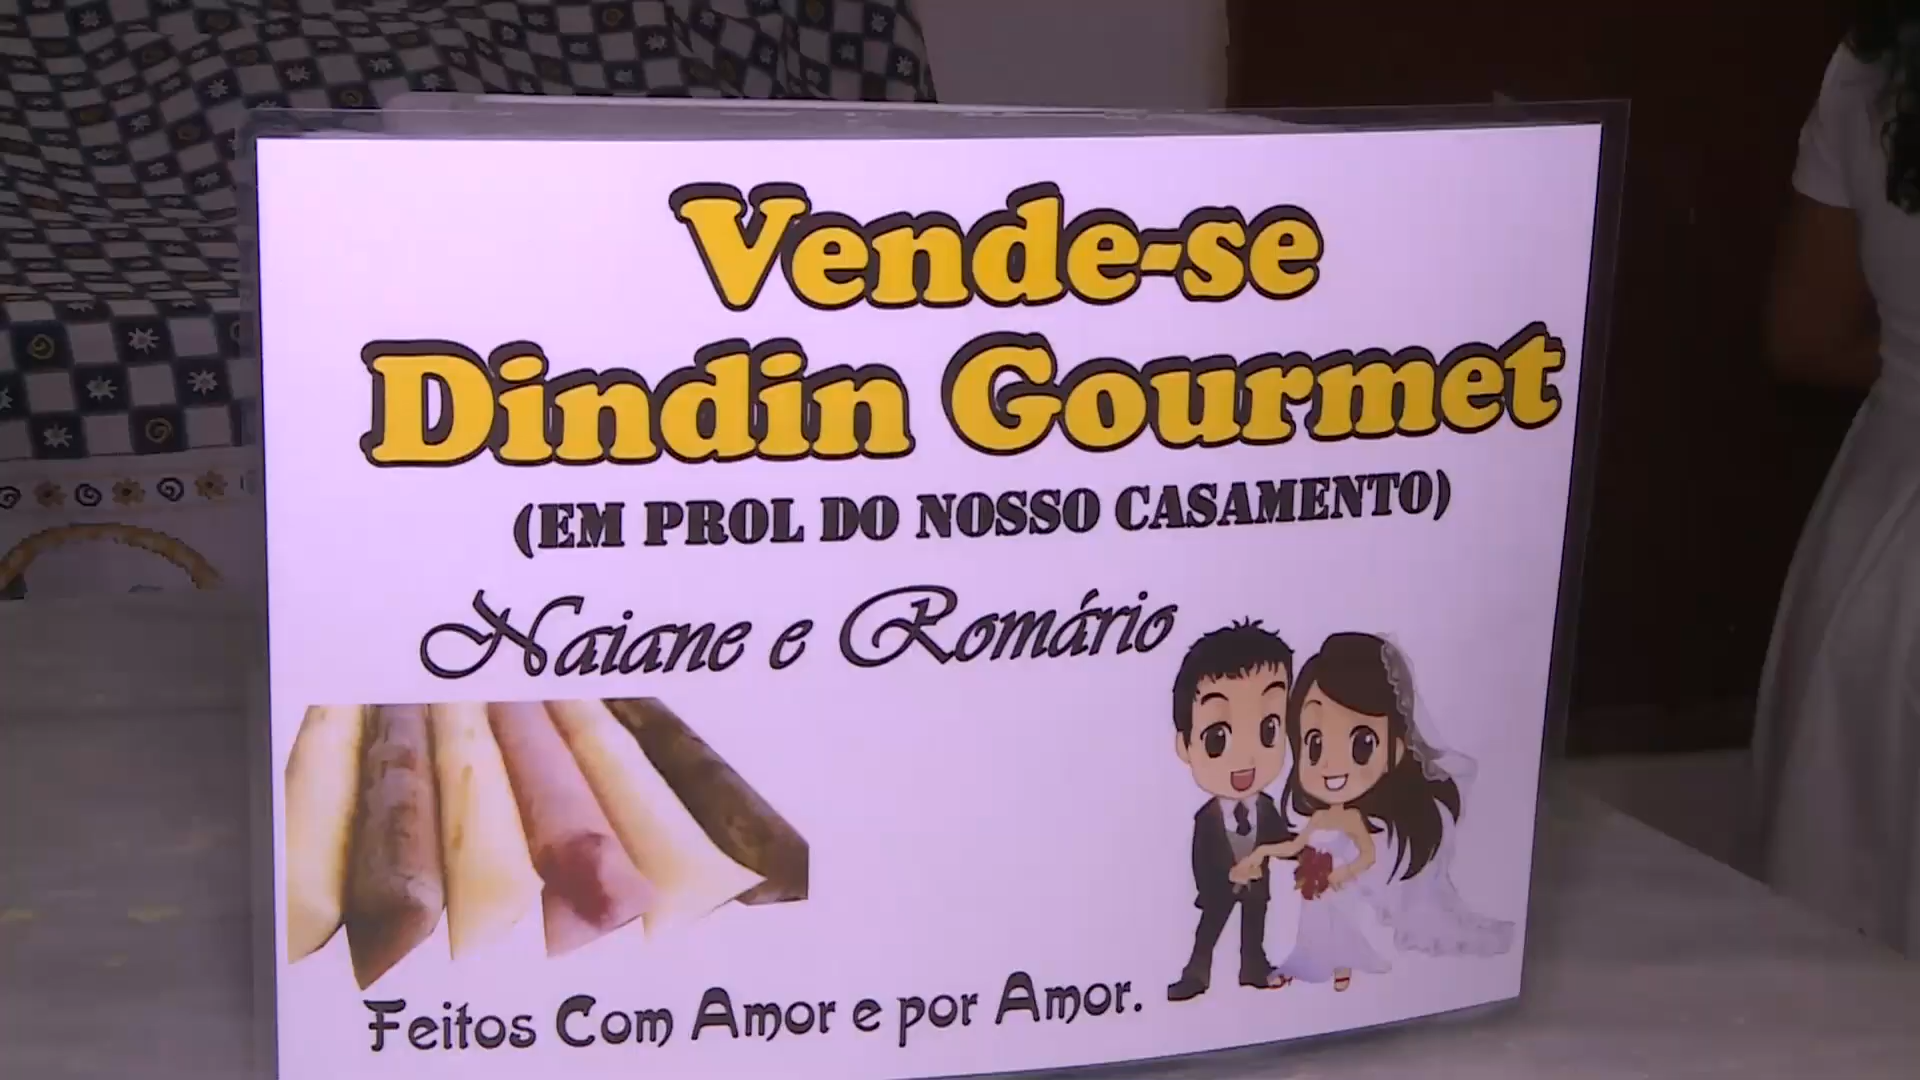 Vende-se
Dindin Gourmet
(EM PROL DO NOSSO CASAMENTO)
Naiane e Romário
Feitos Com Amor e por Amor.